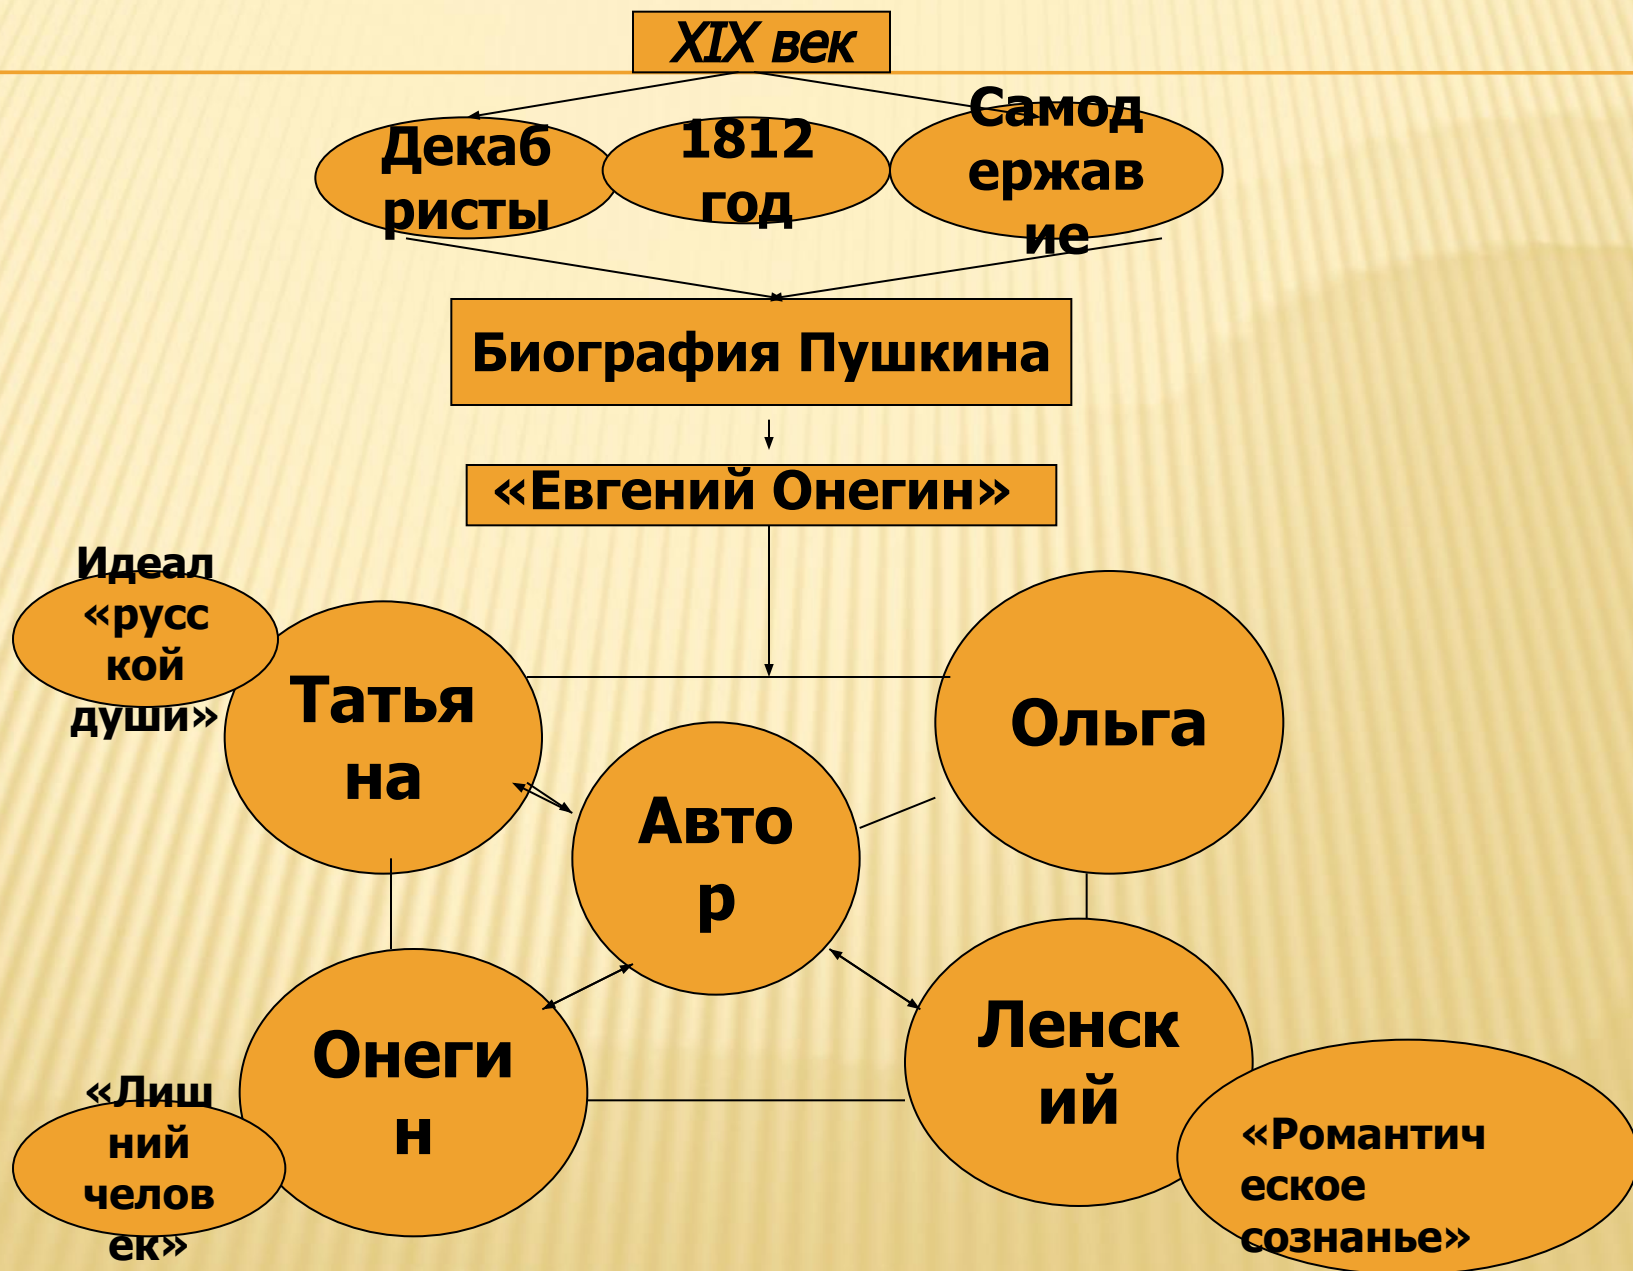 XIX век
Декаб
ристы
1812
год
Самод
ержав
ие
Биография Пушкина
«Евгений Онегин»
Идеал
«русс
кой
души»
Татья
на
Ольга
Авто
р
Онеги
н
Ленск
ий
«Лиш
ний
челов
ек»
«Романтич
еское
сознанье»